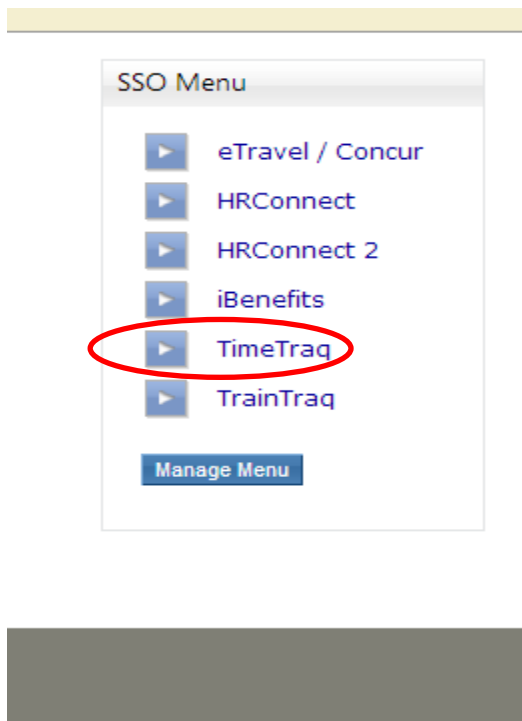 SSO Menu
eTravel / Concur
HRConnect
HRConnect 2
iBenefits
TimeTraq
TrainTraq
Manage Menu